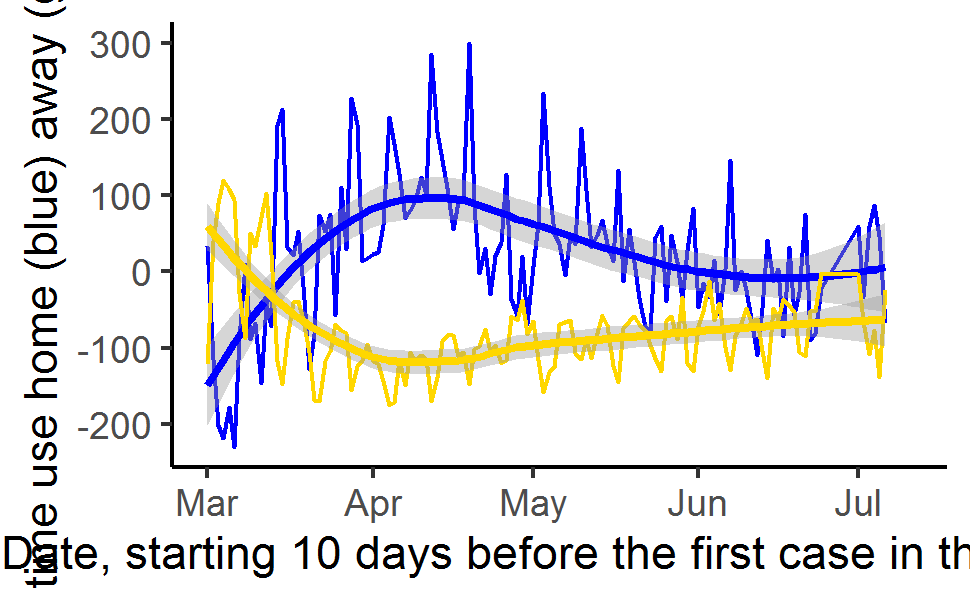 time use home (blue) away (g
300
200
100
0
-100
-200
Mar Apr May Jun Jul
Date, starting 10 days before the first case in th